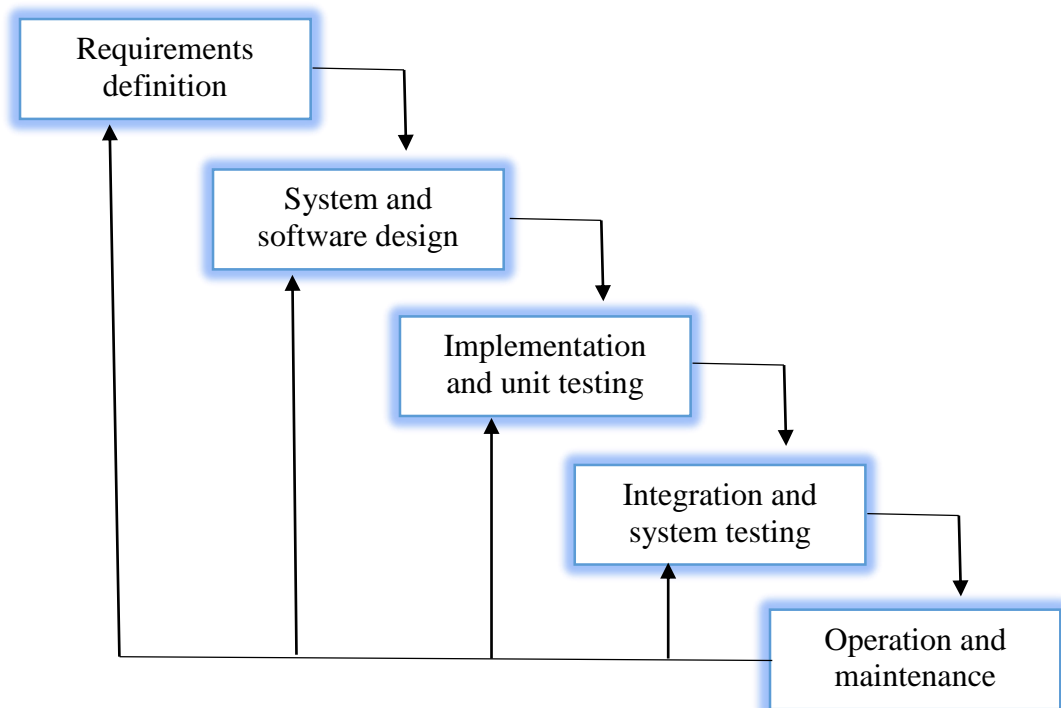 Requirements
definition
System and
software design
Implementation
and unit testing
Integration and
system testing
Operation and
maintenance